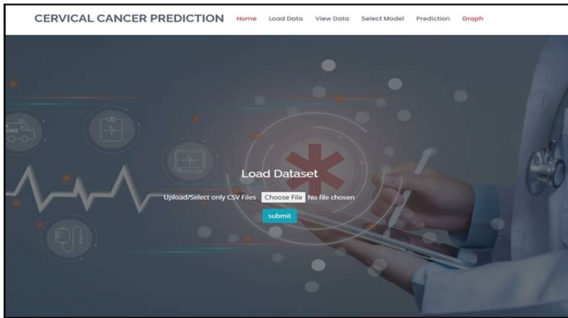 CERVICAL CANCER PREDICTION Home Load Data View Data Select Model Prediction Graph
Load Dataset
Upload/Select only CSV Files Choose File No file chosen
submit